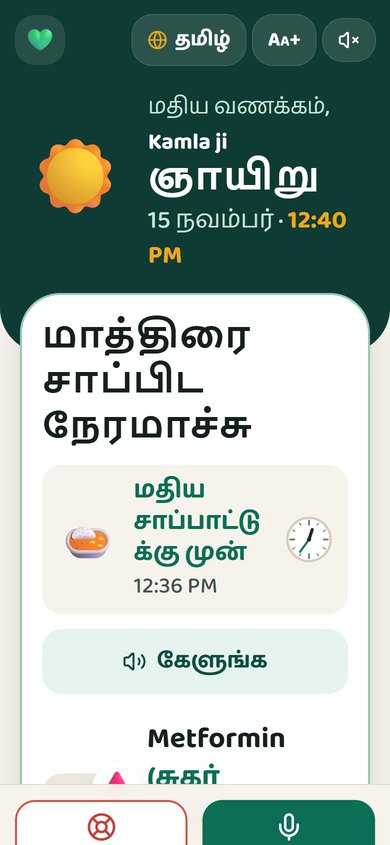 தமிழ்
AA+
மதிய வணக்கம்,
Kamla ji
ஞாயிறு
15 நவம்பர் · 12:40
PM
மாத்திரை
சாப்பிட
நேரமாச்சு
மதிய
சாப்பாட்டு
க்கு முன்
12:36 PM
கேளுங்க
Metformin
(சுகர்